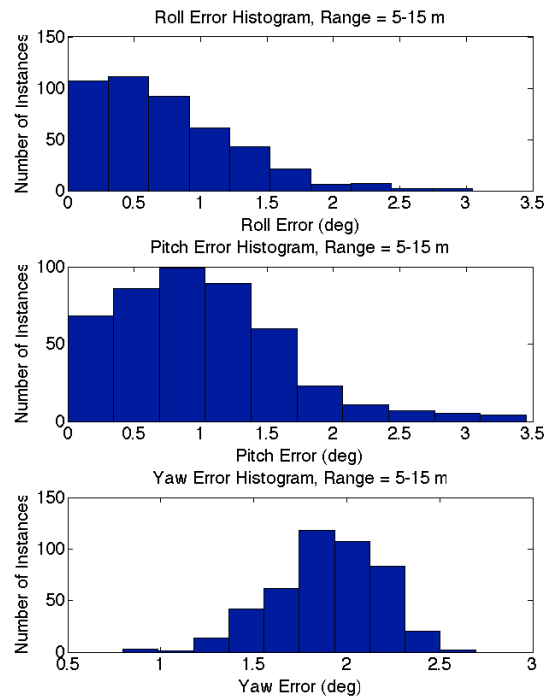 Roll Error Histogram, Range = 5-15 m
Number of Instances
150
100
50
0
0 0.5 1 1.5 2 2.5 3 3.5
Roll Error (deg)
Pitch Error Histogram, Range = 5-15 m
Number of Instances
100
50
0
0 0.5 1 1.5 2 2.5 3 3.5
Pitch Error (deg)
Yaw Error Histogram, Range = 5-15 m
Number of Instances
150
100
50
0
0.5 1 1.5 2 2.5 3
Yaw Error (deg)